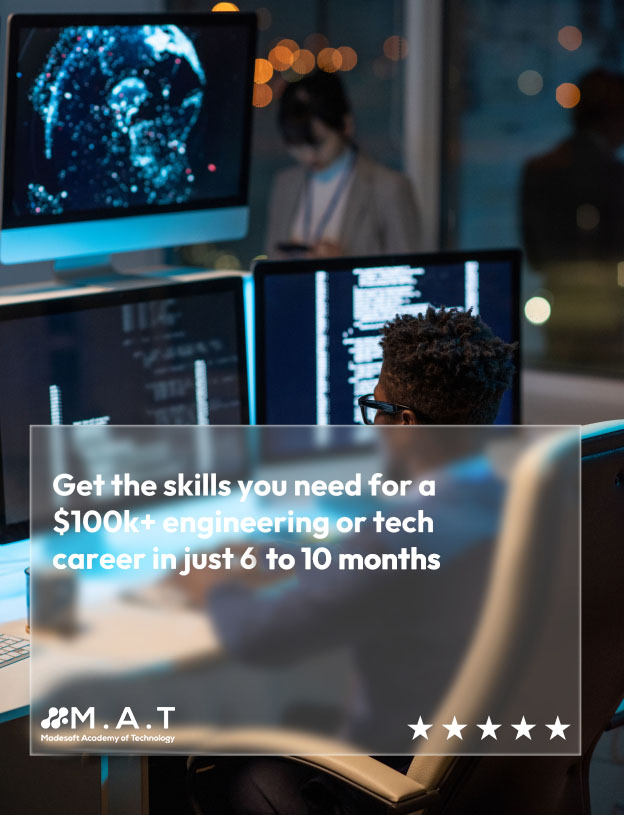 Get the skills you need for a
$100k+ engineering or tech
career in just 6 to 10 months
M.A.T
Madesoft Academy of Technology